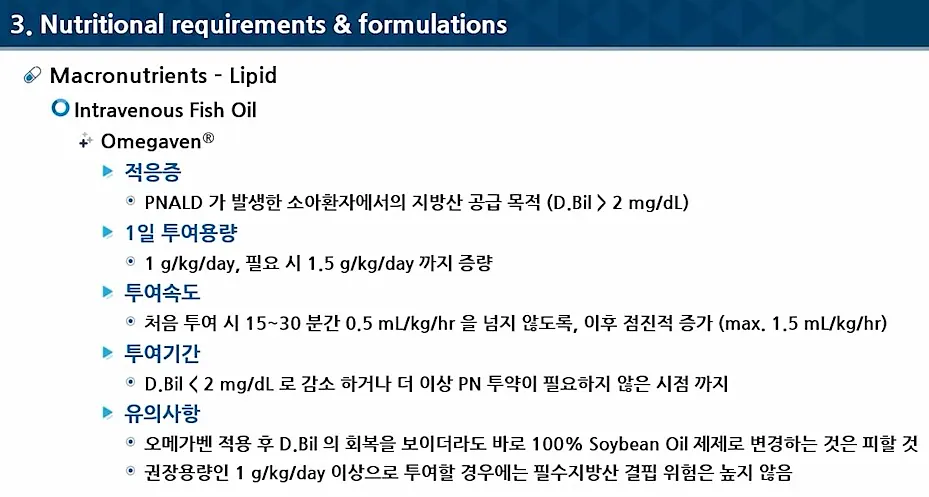 3. Nutritional requirements & formulations
Macronutrients - Lipid
Intravenous Fish Oil
Omegaven®
적응증
PNALD 가 발생한 소아환자에서의 지방산 공급 목적 (D.Bil > 2 mg/dL)
1일 투여용량
1 g/kg/day, 필요 시 1.5 g/kg/day 까지 증량
투여속도
처음 투여 시 15~30 분간 0.5 mL/kg/hr 을 넘지 않도록, 이후 점진적 증가 (max. 1.5 mL/kg/hr)
투여기간
D.Bil < 2 mg/dL 로 감소 하거나 더 이상 PN 투약이 필요하지 않은 시점 까지
유의사항
오메가벤 적용 후 D.Bil 의 회복을 보이더라도 바로 100% Soybean Oil 제제로 변경하는 것은 피할 것
권장용량인 1 g/kg/day 이상으로 투여할 경우에는 필수지방산 결핍 위험은 높지 않음